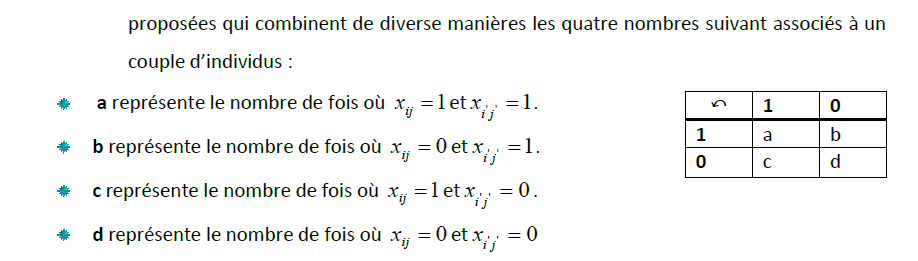 proposées qui combinent de diverse manières les quatre nombres suivant associés à un
couple d’individus :
a représente le nombre de fois où x_{ij} = 1 et x_{i'j'} = 1.
b représente le nombre de fois où x_{ij} = 0 et x_{i'j'} = 1.
c représente le nombre de fois où x_{ij} = 1 et x_{i'j'} = 0.
d représente le nombre de fois où x_{ij} = 0 et x_{i'j'} = 0
↶ 1 0
1 a b
0 c d